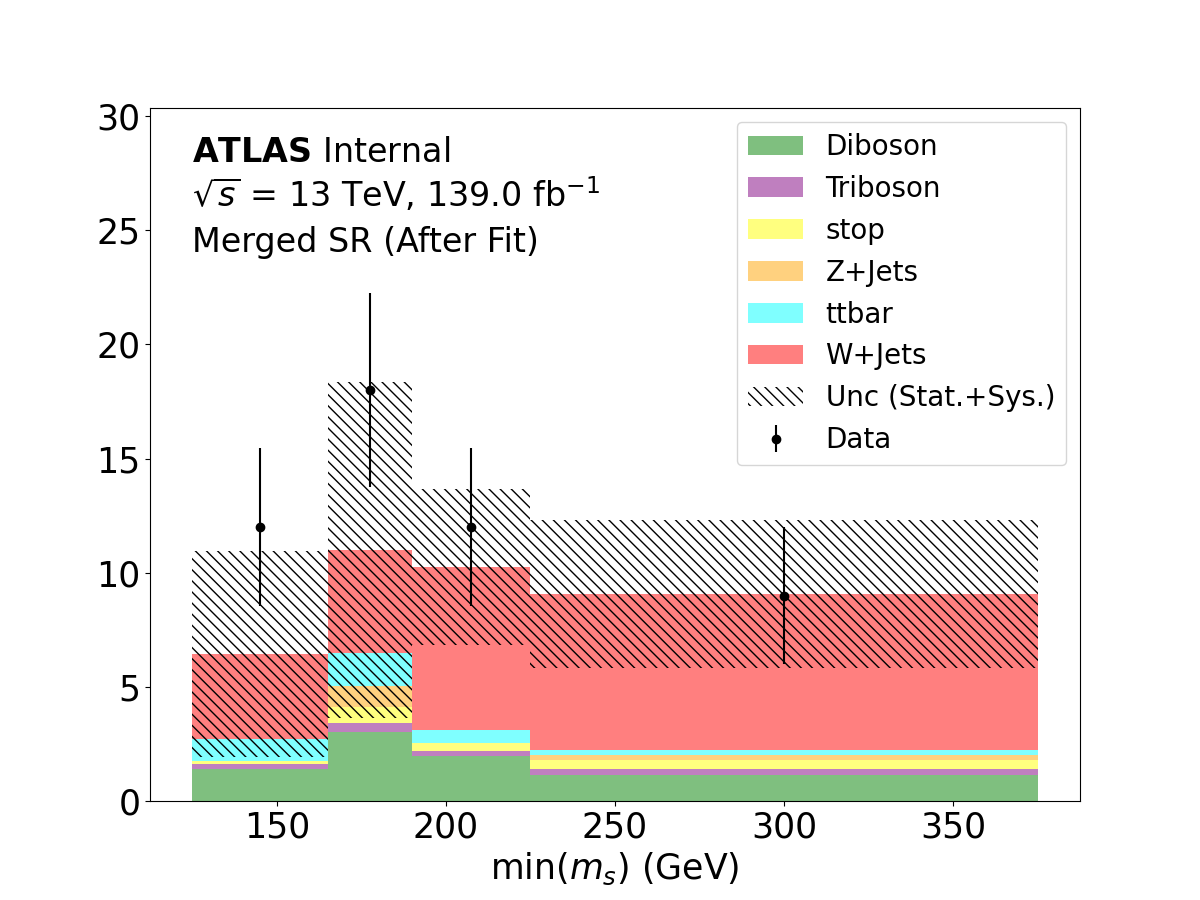 ATLAS Internal
√s = 13 TeV, 139.0 fb⁻¹
Merged SR (After Fit)
Diboson
Triboson
stop
Z+Jets
ttbar
W+Jets
Unc (Stat.+Sys.)
Data
30
25
20
15
10
5
0
150 200 250 300 350
min(mₛ) (GeV)